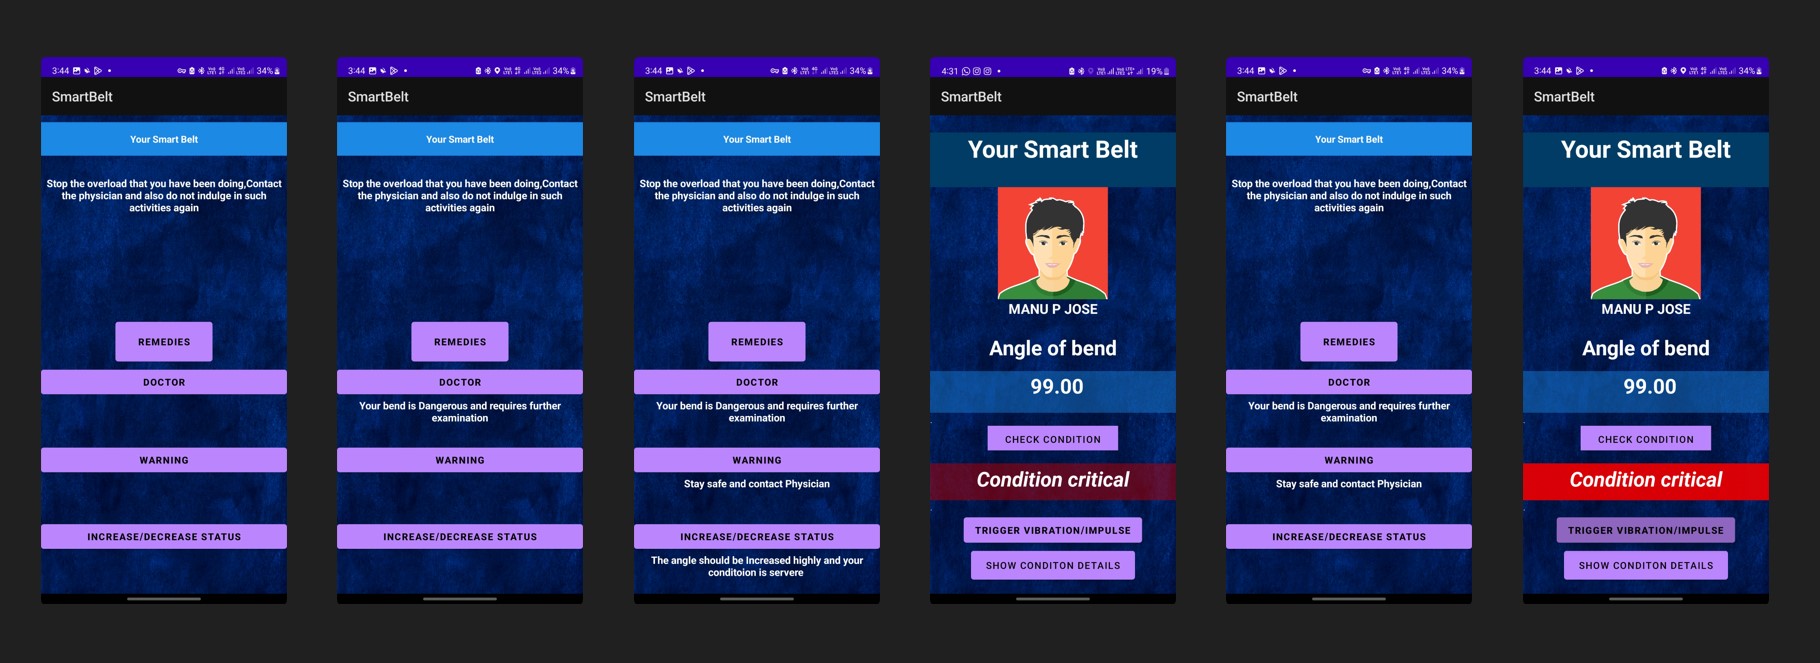 3:44
34%
SmartBelt
Your Smart Belt
Stop the overload that you have been doing,Contact
the physician and also do not indulge in such
activities again
REMEDIES
DOCTOR
WARNING
INCREASE/DECREASE STATUS
3:44
34%
SmartBelt
Your Smart Belt
Stop the overload that you have been doing,Contact
the physician and also do not indulge in such
activities again
REMEDIES
DOCTOR
Your bend is Dangerous and requires further
examination
WARNING
INCREASE/DECREASE STATUS
3:44
34%
SmartBelt
Your Smart Belt
Stop the overload that you have been doing,Contact
the physician and also do not indulge in such
activities again
REMEDIES
DOCTOR
Your bend is Dangerous and requires further
examination
WARNING
Stay safe and contact Physician
INCREASE/DECREASE STATUS
The angle should be Increased highly and your
conditoion is servere
4:31
19%
SmartBelt
Your Smart Belt
MANU P JOSE
Angle of bend
99.00
CHECK CONDITION
Condition critical
TRIGGER VIBRATION/IMPULSE
SHOW CONDITON DETAILS
3:44
34%
SmartBelt
Your Smart Belt
Stop the overload that you have been doing,Contact
the physician and also do not indulge in such
activities again
REMEDIES
DOCTOR
Your bend is Dangerous and requires further
examination
WARNING
Stay safe and contact Physician
INCREASE/DECREASE STATUS
3:44
34%
SmartBelt
Your Smart Belt
MANU P JOSE
Angle of bend
99.00
CHECK CONDITION
Condition critical
TRIGGER VIBRATION/IMPULSE
SHOW CONDITON DETAILS